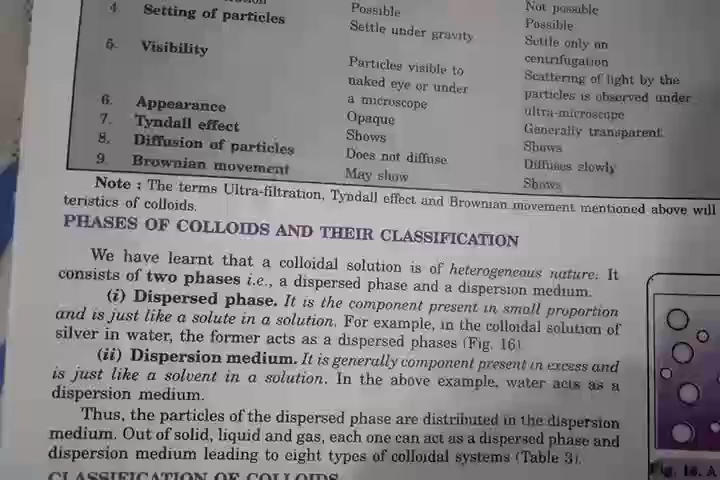 4. Setting of particles Possible Not possible
Settle under gravity Possible
Settle only on
5. Visibility centrifugation
Particles visible to Scattering of light by the
naked eye or under particles is observed under
a microscope ultra-microscope
6. Appearance Opaque Generally transparent
7. Tyndall effect Shows Shows
8. Diffusion of particles Does not diffuse Diffuses slowly
9. Brownian movement May show Shows
Note : The terms Ultra-filtration, Tyndall effect and Brownian movement mentioned above will
teristics of colloids.
PHASES OF COLLOIDS AND THEIR CLASSIFICATION
We have learnt that a colloidal solution is of heterogeneous nature. It
consists of two phases i.e., a dispersed phase and a dispersion medium.
(i) Dispersed phase. It is the component present in small proportion
and is just like a solute in a solution. For example, in the colloidal solution of
silver in water, the former acts as a dispersed phases (Fig. 16).
(ii) Dispersion medium. It is generally component present in excess and
is just like a solvent in a solution. In the above example, water acts as a
dispersion medium.
Thus, the particles of the dispersed phase are distributed in the dispersion
medium. Out of solid, liquid and gas, each one can act as a dispersed phase and
dispersion medium leading to eight types of colloidal systems (Table 3).
CLASSIFICATION OF COLLOIDS
Fig. 16. A